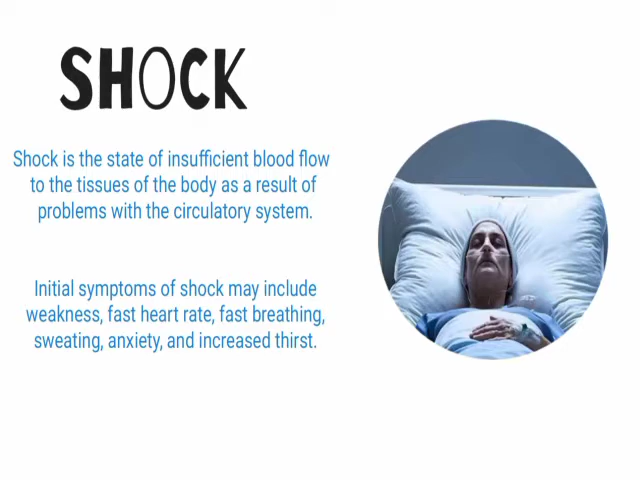 SHOCK
Shock is the state of insufficient blood flow
to the tissues of the body as a result of
problems with the circulatory system.
Initial symptoms of shock may include
weakness, fast heart rate, fast breathing,
sweating, anxiety, and increased thirst.